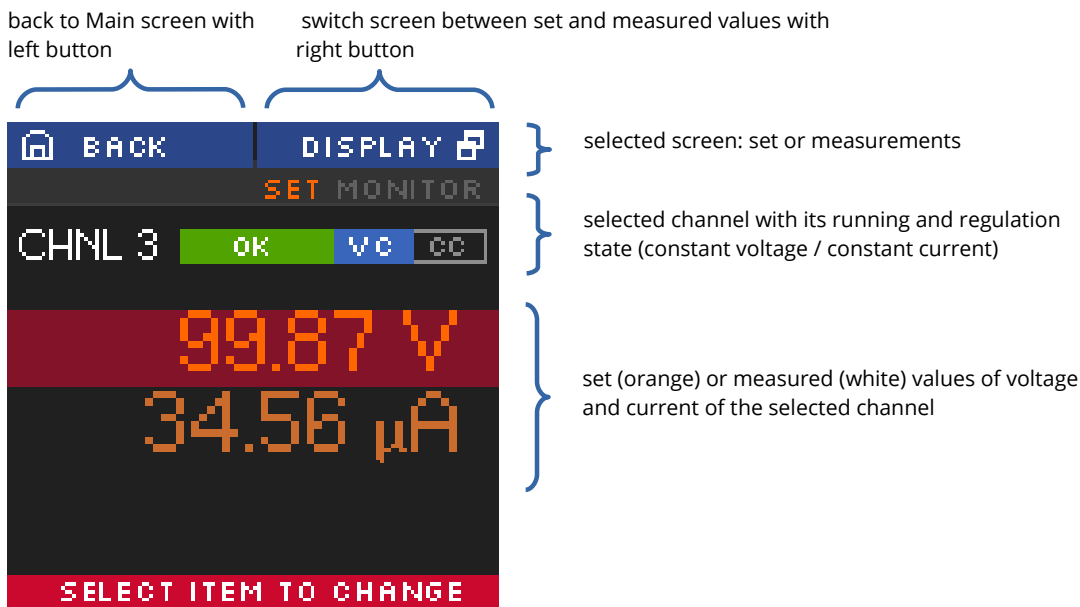 back to Main screen with
left button
switch screen between set and measured values with
right button
BACK
DISPLAY
SET MONITOR
CHNL 3 OK VC CC
99.87 V
34.56 µA
SELECT ITEM TO CHANGE
selected screen: set or measurements
selected channel with its running and regulation
state (constant voltage / constant current)
set (orange) or measured (white) values of voltage
and current of the selected channel